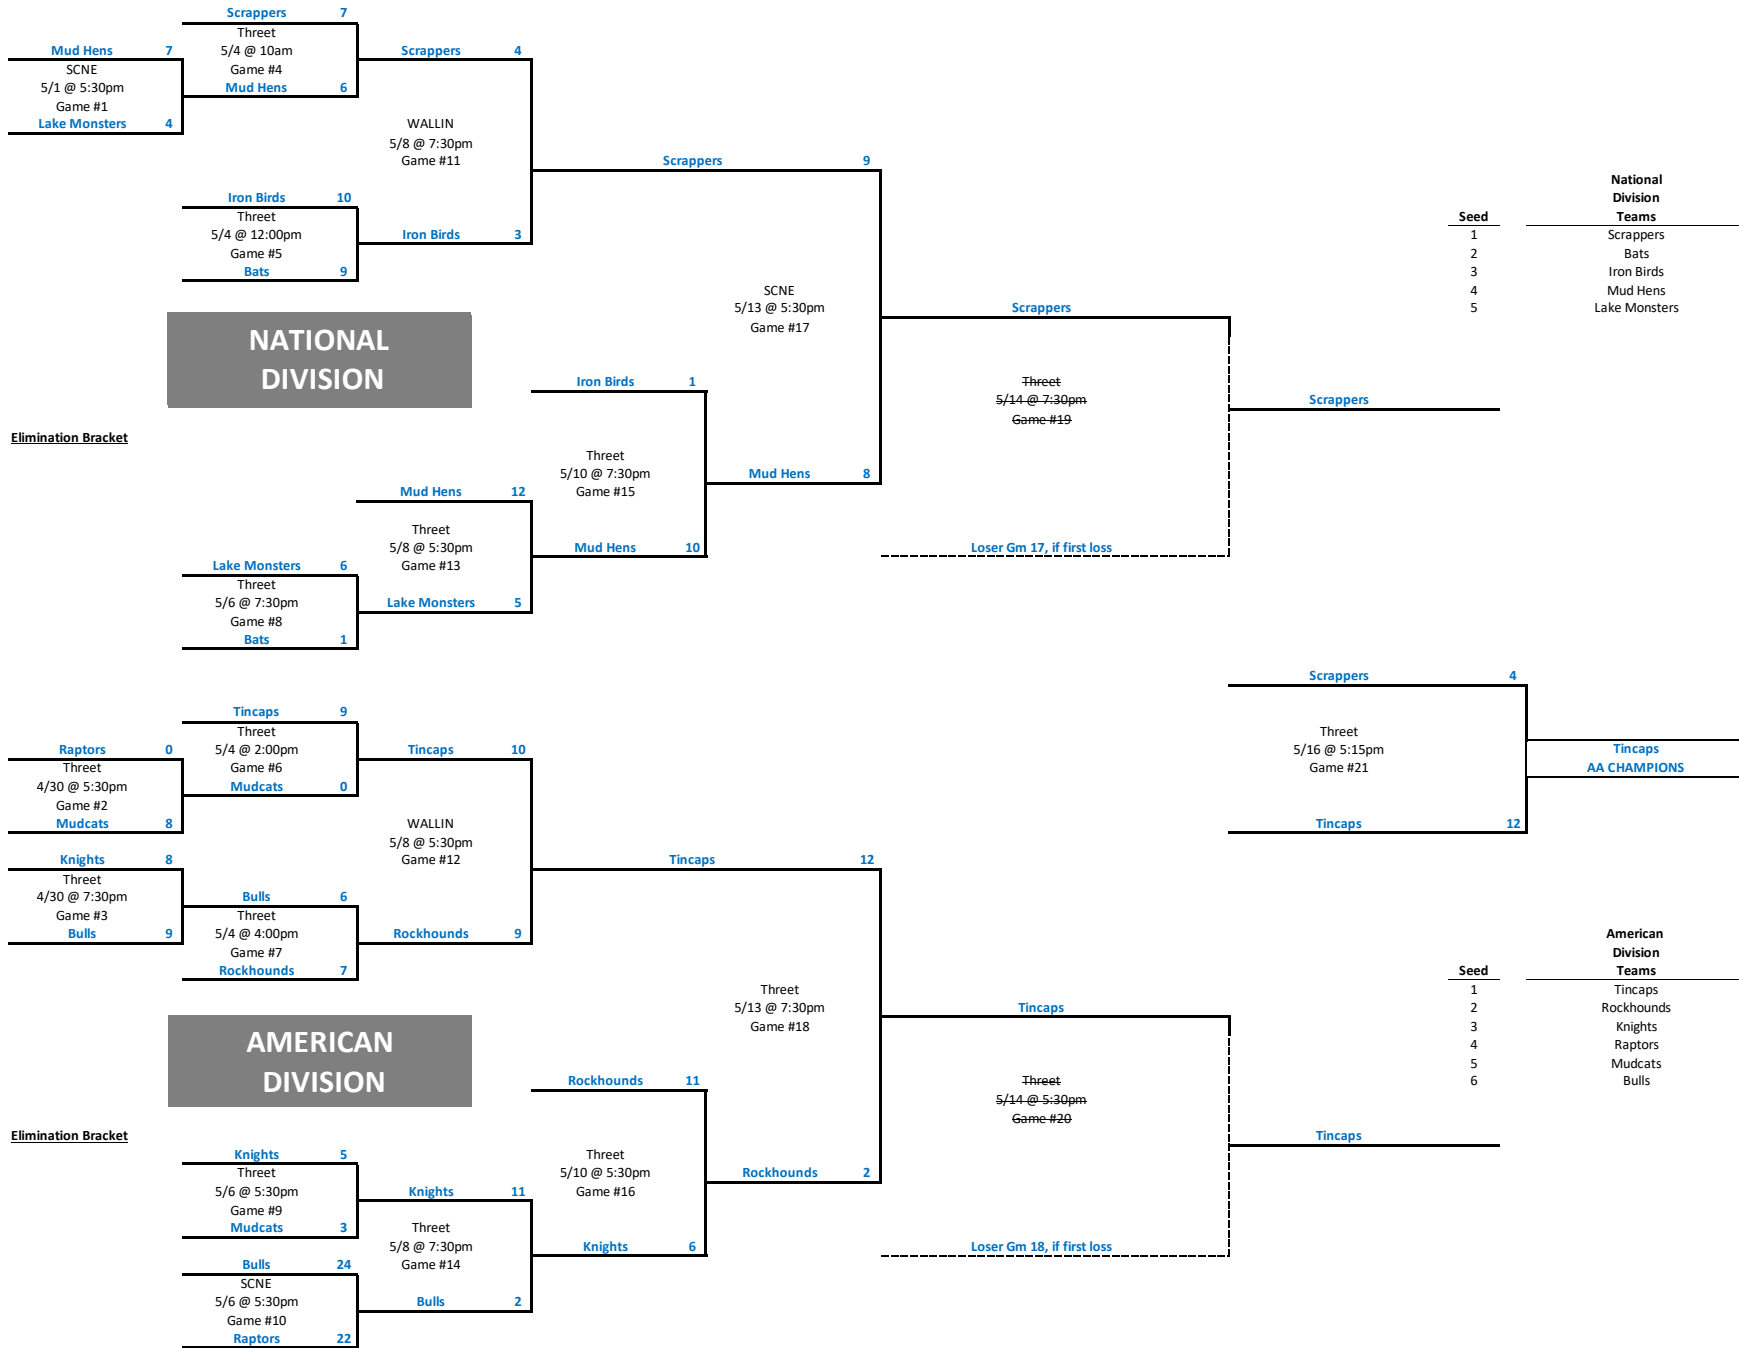 Scrappers 7
Threet
5/4 @ 10am
Game #4
Mud Hens 6
Mud Hens 7
SCNE
5/1 @ 5:30pm
Game #1
Lake Monsters 4
Scrappers 4
WALLIN
5/8 @ 7:30pm
Game #11
Iron Birds 3
Iron Birds 10
Threet
5/4 @ 12:00pm
Game #5
Bats 9
Scrappers 9
SCNE
5/13 @ 5:30pm
Game #17
Mud Hens 8
National
Division
Seed Teams
1 Scrappers
2 Bats
3 Iron Birds
4 Mud Hens
5 Lake Monsters
NATIONAL
DIVISION
Elimination Bracket
Scrappers
Threet
5/14 @ 7:30pm
Game #19
Loser Gm 17, if first loss
Scrappers
Iron Birds 1
Threet
5/10 @ 7:30pm
Game #15
Mud Hens 10
Mud Hens 12
Threet
5/8 @ 5:30pm
Game #13
Lake Monsters 5
Lake Monsters 6
Threet
5/6 @ 7:30pm
Game #8
Bats 1
Scrappers 4
Threet
5/16 @ 5:15pm
Game #21
Tincaps 12
Tincaps
AA CHAMPIONS
Tincaps 9
Threet
5/4 @ 2:00pm
Game #6
Mudcats 0
Raptors 0
Threet
4/30 @ 5:30pm
Game #2
Mudcats 8
Tincaps 10
WALLIN
5/8 @ 5:30pm
Game #12
Rockhounds 9
Knights 8
Threet
4/30 @ 7:30pm
Game #3
Bulls 9
Bulls 6
Threet
5/4 @ 4:00pm
Game #7
Rockhounds 7
Tincaps 12
Threet
5/13 @ 7:30pm
Game #18
Rockhounds 2
American
Division
Seed Teams
1 Tincaps
2 Rockhounds
3 Knights
4 Raptors
5 Mudcats
6 Bulls
AMERICAN
DIVISION
Elimination Bracket
Tincaps
Threet
5/14 @ 5:30pm
Game #20
Loser Gm 18, if first loss
Tincaps
Rockhounds 11
Threet
5/10 @ 5:30pm
Game #16
Knights 6
Knights 5
Threet
5/6 @ 5:30pm
Game #9
Mudcats 3
Knights 11
Threet
5/8 @ 7:30pm
Game #14
Bulls 2
Bulls 24
SCNE
5/6 @ 5:30pm
Game #10
Raptors 22